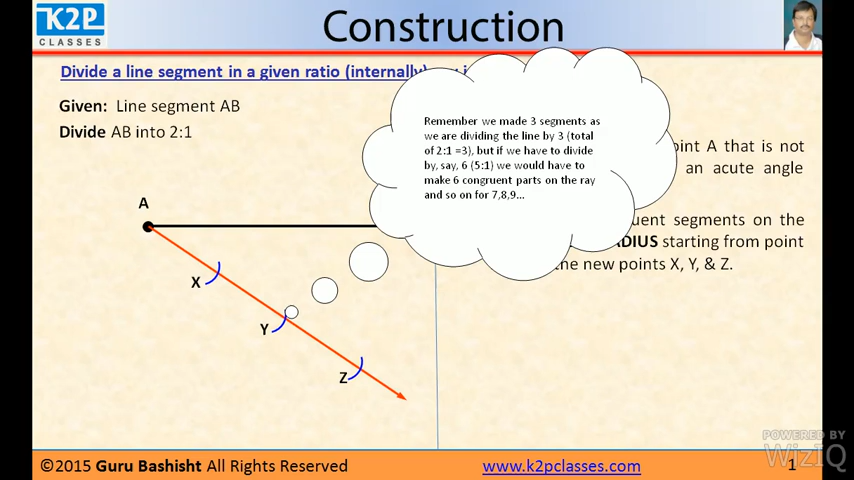 K2P
CLASSES
Construction
Divide a line segment in a given ratio (internally)
Given: Line segment AB
Divide AB into 2:1
Remember we made 3 segments as
we are dividing the line by 3 (total
of 2:1 =3), but if we have to divide
by, say, 6 (5:1) we would have to
make 6 congruent parts on the ray
and so on for 7,8,9...
A that is not
an acute angle
segments on the
starting from point
the new points X, Y, & Z.
A
X
Y
Z
©2015 Guru Bashisht All Rights Reserved
www.k2pclasses.com
1
POWERED BY
WizIQ